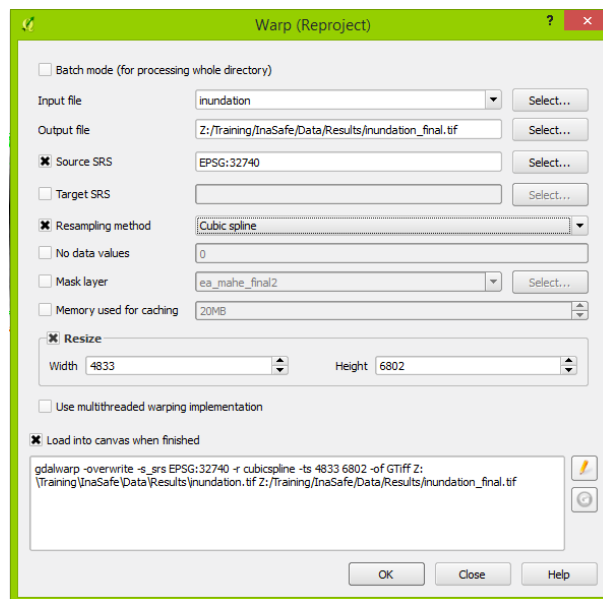 Warp (Reproject)
? ×
Batch mode (for processing whole directory)
Input file inundation Select...
Output file Z:/Training/InaSafe/Data/Results/inundation_final.tif Select...
Source SRS EPSG:32740 Select...
Target SRS Select...
Resampling method Cubic spline
No data values 0
Mask layer ea_mahe_final2 Select...
Memory used for caching 20MB
Resize
Width 4833 Height 6802
Use multithreaded warping implementation
Load into canvas when finished
gdalwarp -overwrite -s_srs EPSG:32740 -r cubicspline -ts 4833 6802 -of GTiff Z:
\Training\InaSafe\Data\Results\inundation.tif Z:/Training/InaSafe/Data/Results/inundation_final.tif
OK Close Help